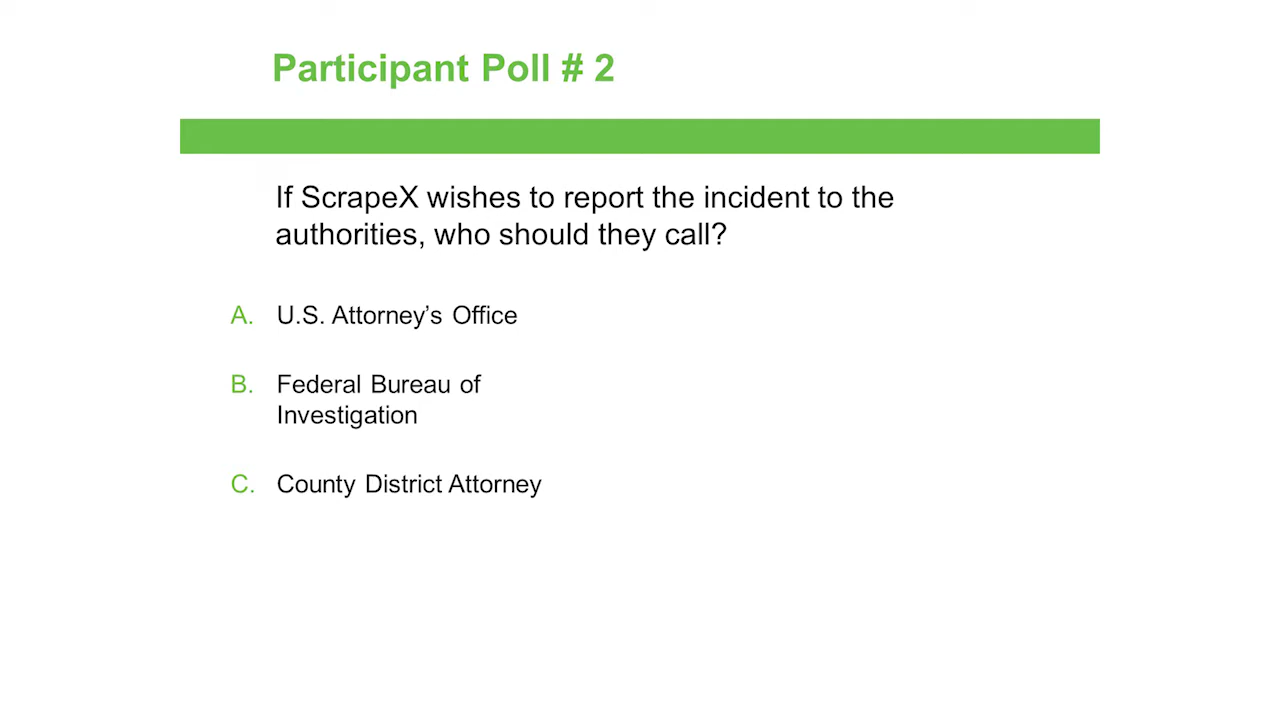 Participant Poll # 2
If ScrapeX wishes to report the incident to the
authorities, who should they call?
A. U.S. Attorney’s Office
B. Federal Bureau of
Investigation
C. County District Attorney